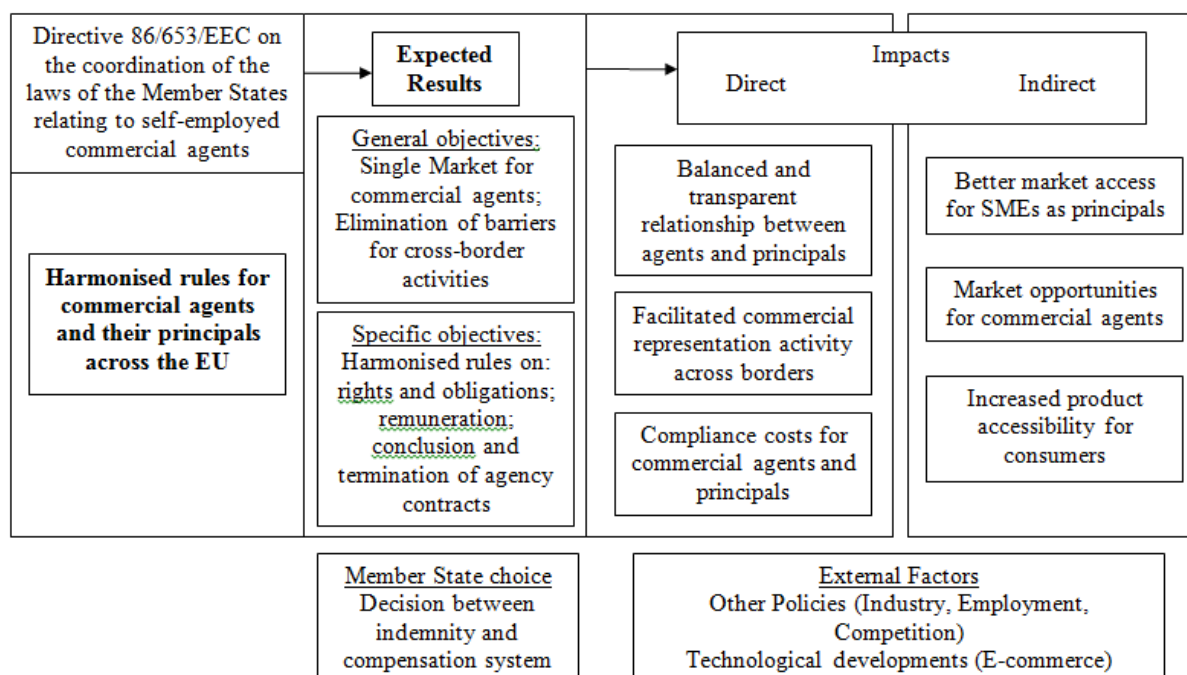 Directive 86/653/EEC on
the coordination of the
laws of the Member States
relating to self-employed
commercial agents
Harmonised rules for
commercial agents
and their principals
across the EU
Expected
Results
General objectives:
Single Market for
commercial agents;
Elimination of barriers
for cross-border
activities
Specific objectives:
Harmonised rules on:
rights and obligations;
remuneration;
conclusion and
termination of agency
contracts
Impacts
Direct
Indirect
Balanced and
transparent
relationship between
agents and principals
Facilitated commercial
representation activity
across borders
Compliance costs for
commercial agents and
principals
Better market access
for SMEs as principals
Market opportunities
for commercial agents
Increased product
accessibility for
consumers
Member State choice
Decision between
indemnity and
compensation system
External Factors
Other Policies (Industry, Employment,
Competition)
Technological developments (E-commerce)